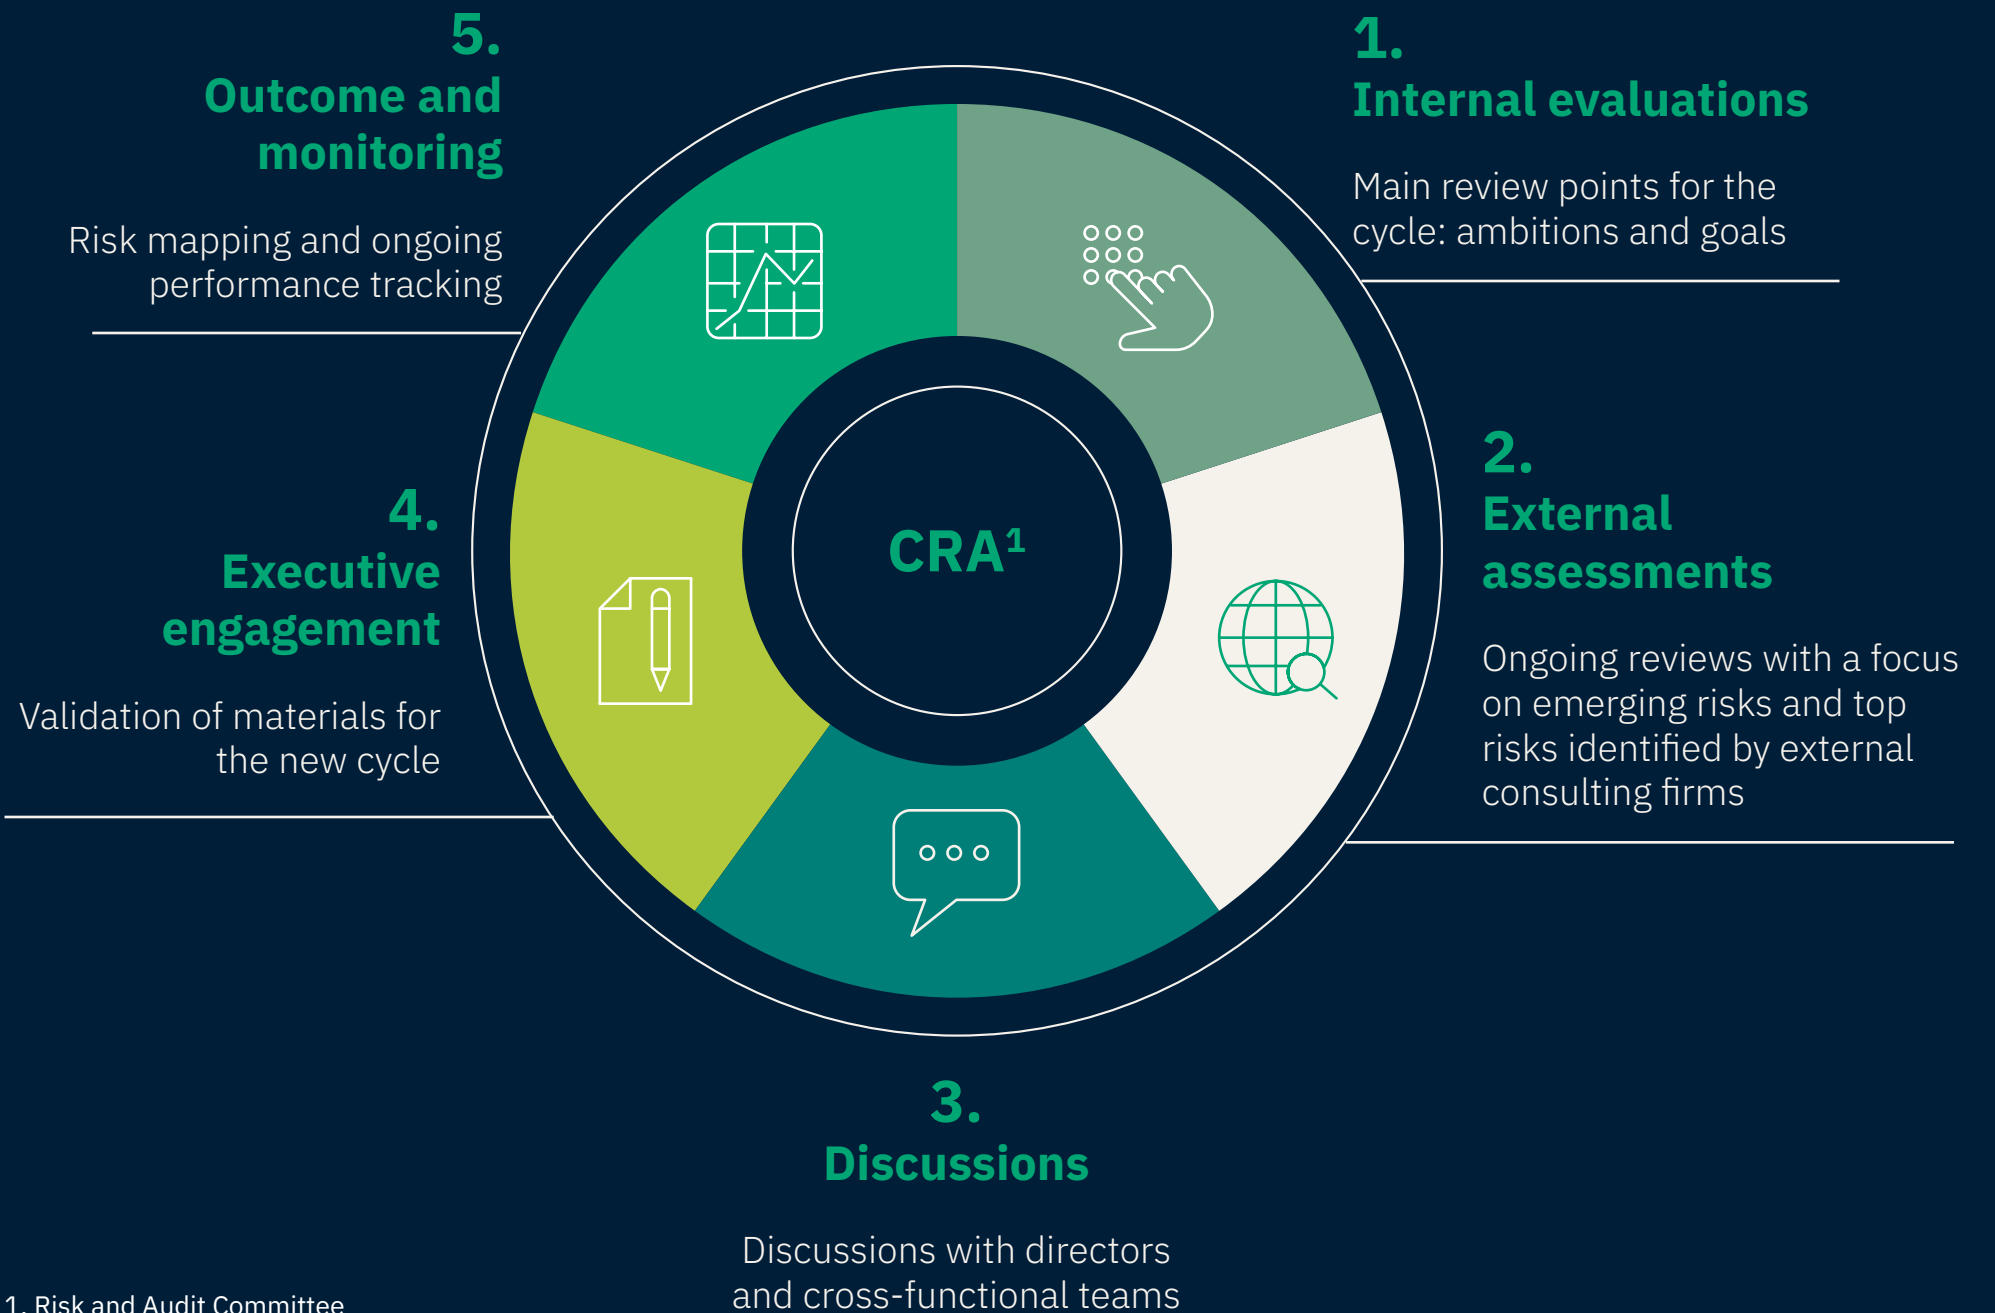 1.
Internal evaluations
Main review points for the
cycle: ambitions and goals
2.
External
assessments
Ongoing reviews with a focus
on emerging risks and top
risks identified by external
consulting firms
3.
Discussions
Discussions with directors
and cross-functional teams
4.
Executive
engagement
Validation of materials for
the new cycle
5.
Outcome and
monitoring
Risk mapping and ongoing
performance tracking
CRA¹
1. Risk and Audit Committee